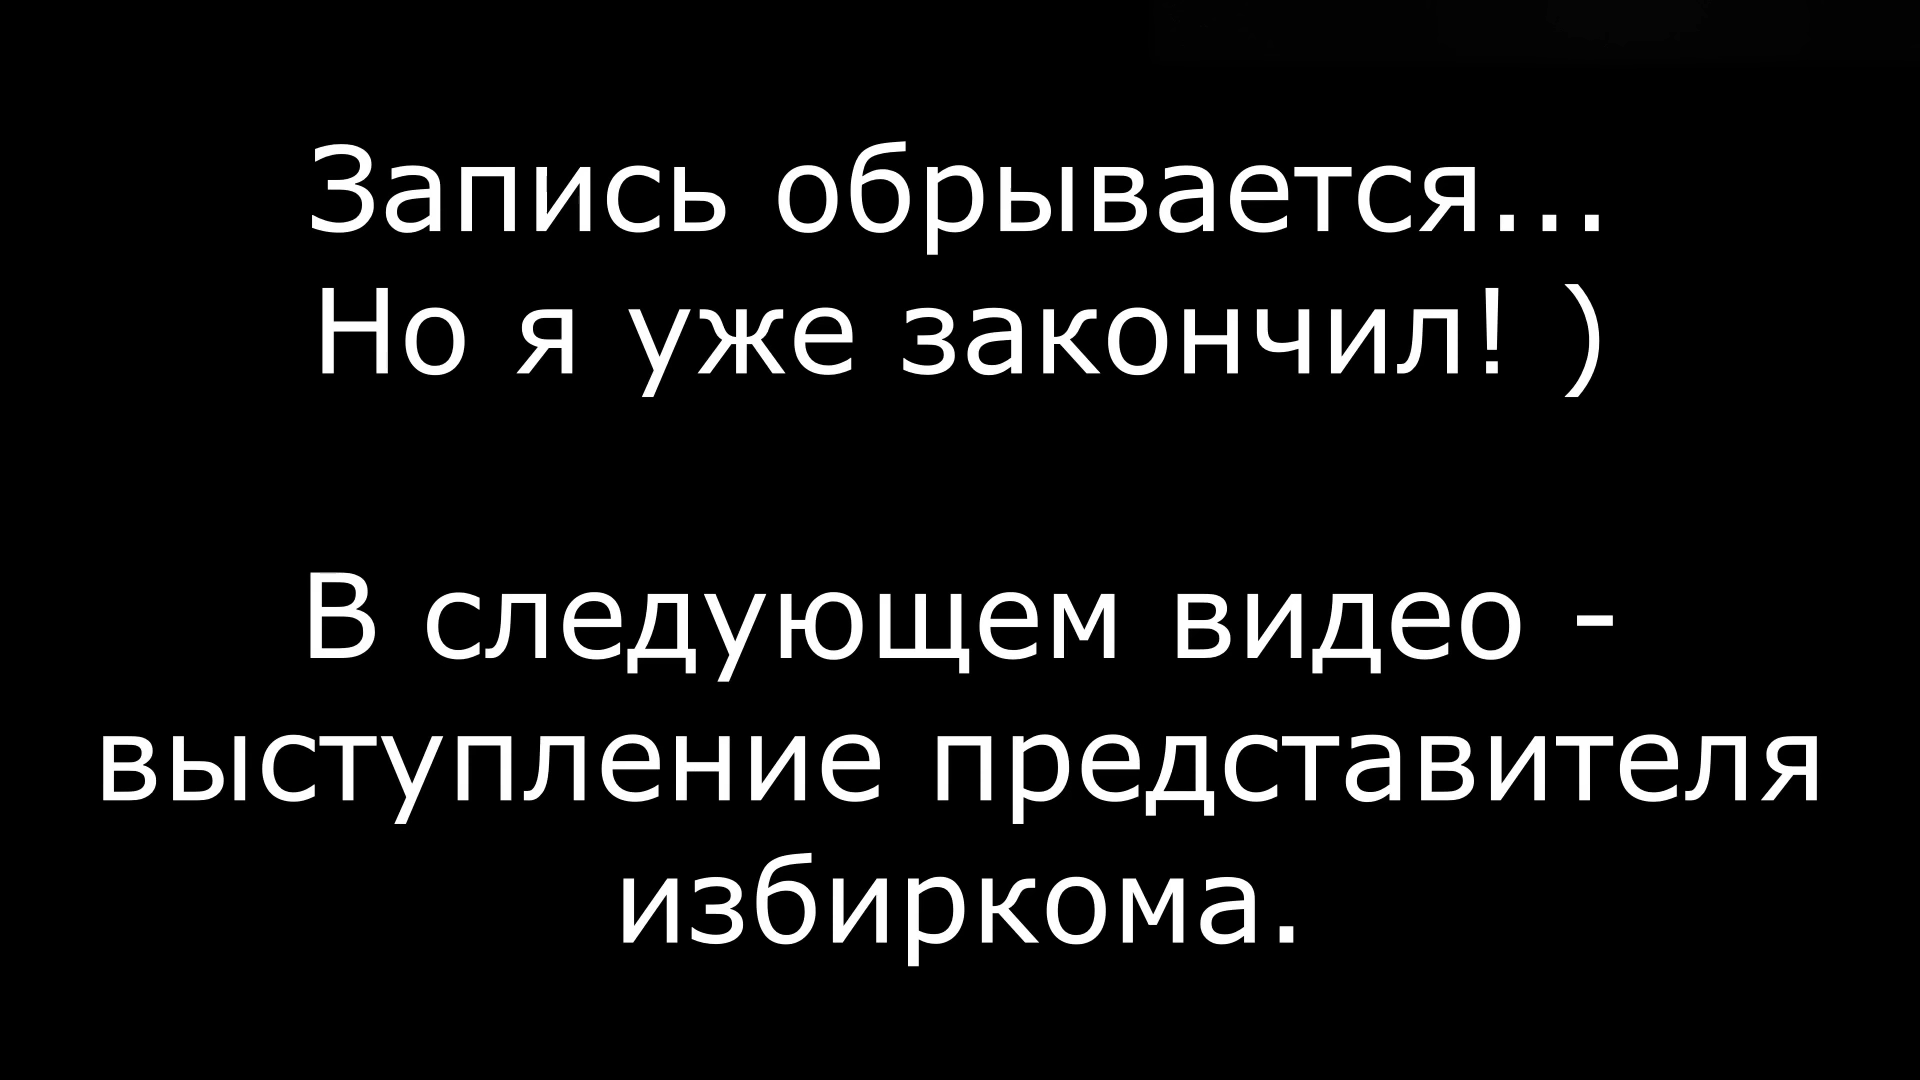 Запись обрывается...
Но я уже закончил! )
В следующем видео -
выступление представителя
избиркома.